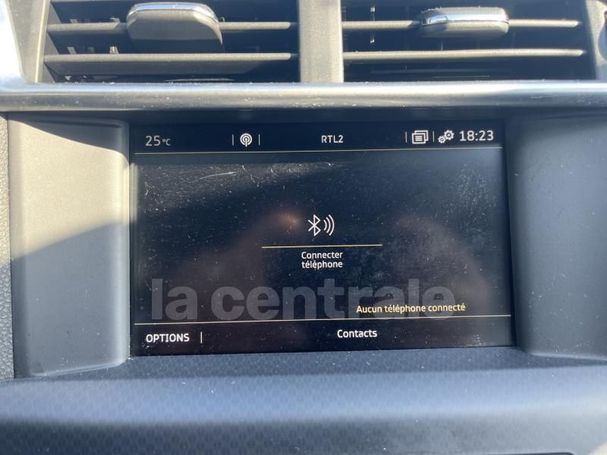 25 °C RTL2 18:23
Connecter
téléphone
la centrale
Aucun téléphone connecté
OPTIONS Contacts